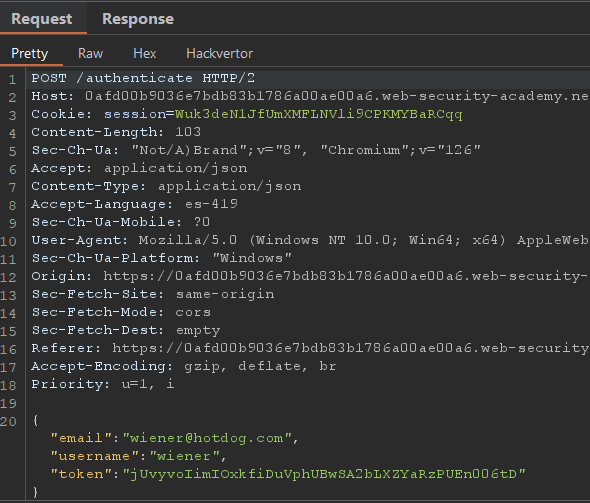 Request Response
Pretty Raw Hex Hackvertor
1 POST /authenticate HTTP/2
2 Host: 0afd00b9036e7bdb83b1786a00ae00a6.web-security-academy.ne
3 Cookie: session=Wuk3deN1JfUmXMFLNVli9CPKMYBaRCqq
4 Content-Length: 103
5 Sec-Ch-Ua: "Not/A)Brand";v="8", "Chromium";v="126"
6 Accept: application/json
7 Content-Type: application/json
8 Accept-Language: es-419
9 Sec-Ch-Ua-Mobile: ?0
10 User-Agent: Mozilla/5.0 (Windows NT 10.0; Win64; x64) AppleWeb
11 Sec-Ch-Ua-Platform: "Windows"
12 Origin: https://0afd00b9036e7bdb83b1786a00ae00a6.web-security-
13 Sec-Fetch-Site: same-origin
14 Sec-Fetch-Mode: cors
15 Sec-Fetch-Dest: empty
16 Referer: https://0afd00b9036e7bdb83b1786a00ae00a6.web-security
17 Accept-Encoding: gzip, deflate, br
18 Priority: u=1, i
19
20 {
"email":"wiener@hotdog.com",
"username":"wiener",
"token":"jUvyvoIimIOxkfiDuVphUBwSA2bLXZYaRzPUEn006tD"
}